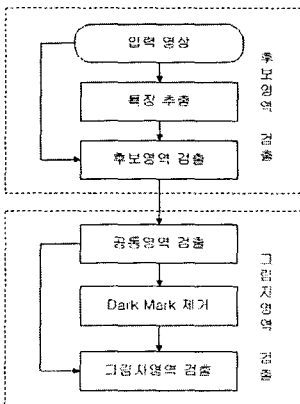 입력 영상
특징 추출
후보영역 검출
후보영역 검출
공통영역 검출
Dark Mark 제거
그림자영역 검출
그림자영역 검출